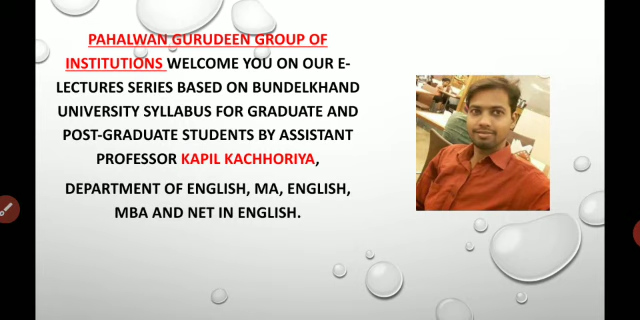 PAHALWAN GURUDEEN GROUP OF
INSTITUTIONS WELCOME YOU ON OUR E-
LECTURES SERIES BASED ON BUNDELKHAND
UNIVERSITY SYLLABUS FOR GRADUATE AND
POST-GRADUATE STUDENTS BY ASSISTANT
PROFESSOR KAPIL KACHHORIYA,
DEPARTMENT OF ENGLISH, MA, ENGLISH,
MBA AND NET IN ENGLISH.